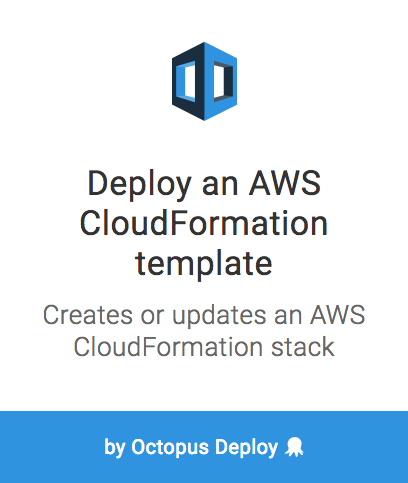 Deploy an AWS
CloudFormation
template
Creates or updates an AWS
CloudFormation stack
by Octopus Deploy